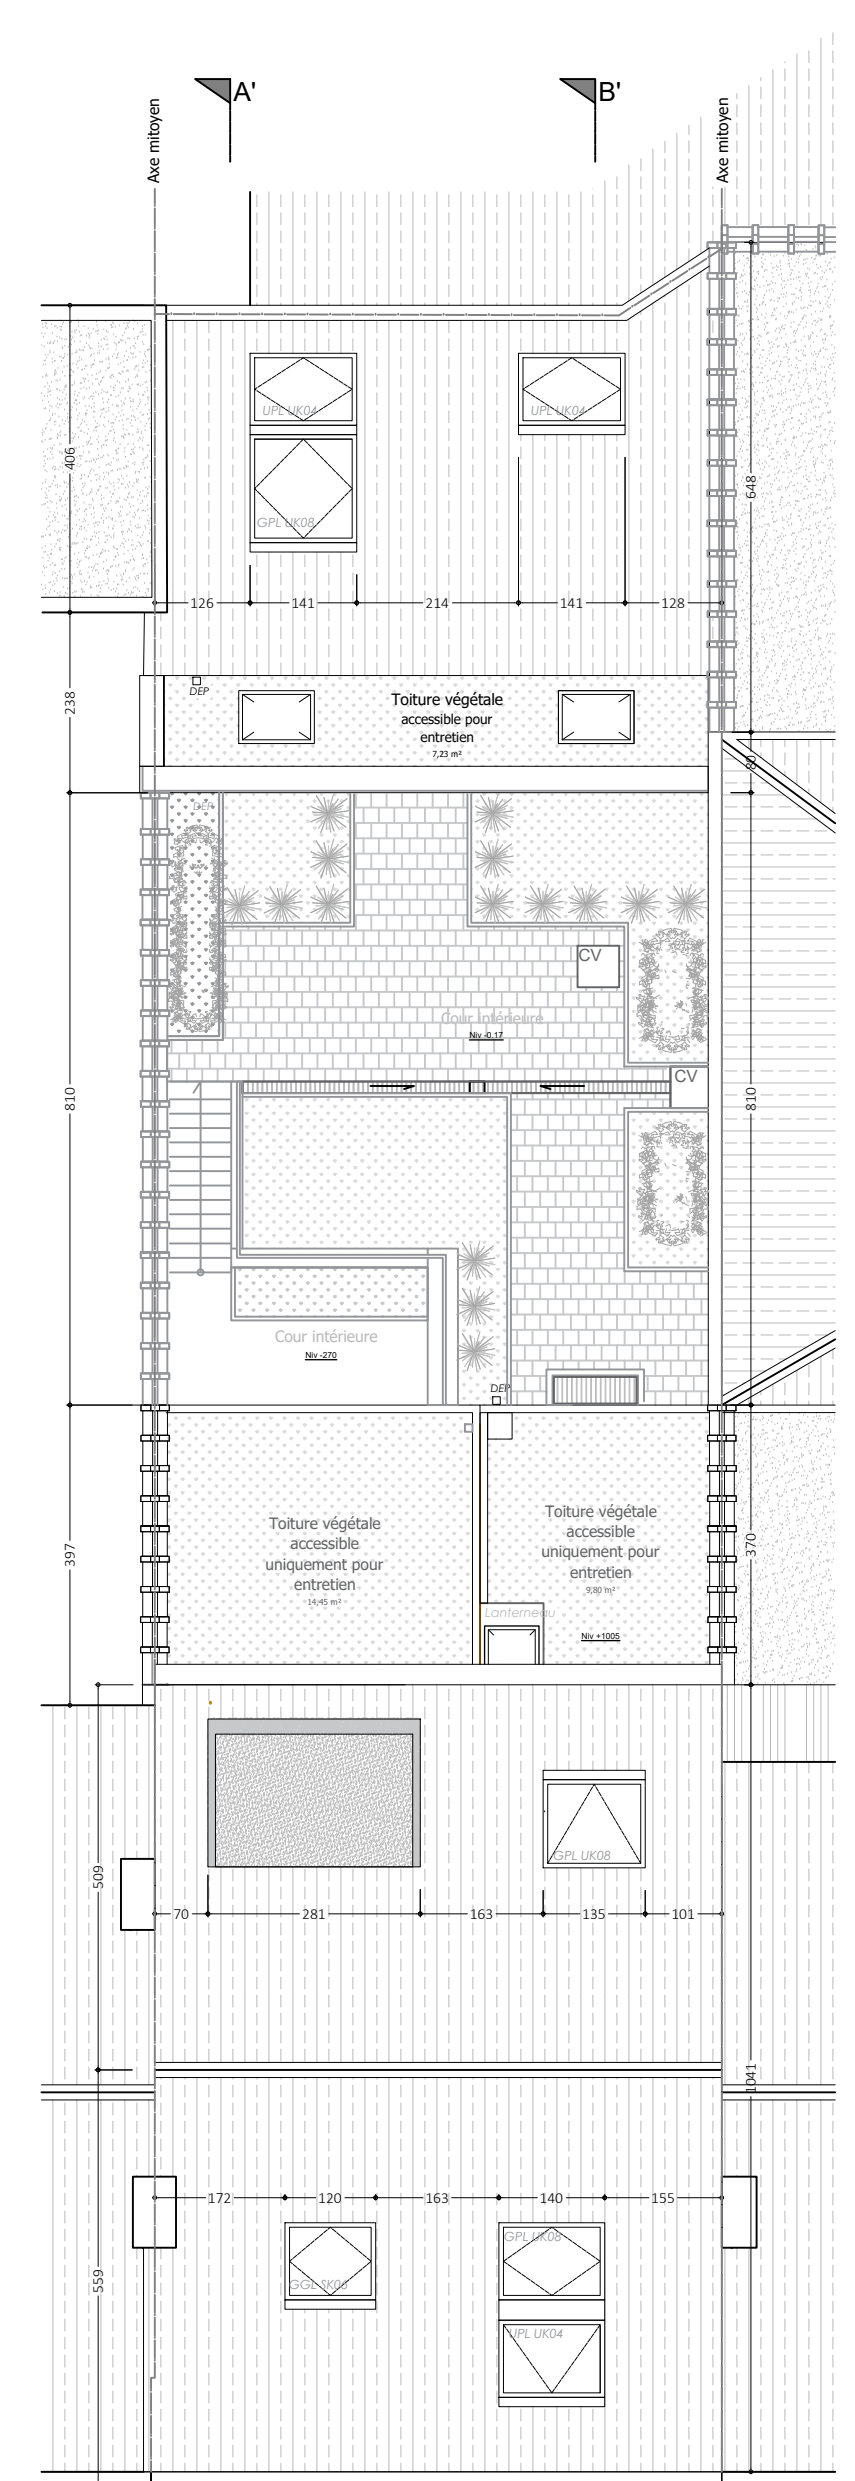 A'
B'
Axe mitoyen
Axe mitoyen
UPL UK04
UPL UK04
406
648
GPL UK08
126
141
214
141
128
DEP
238
Toiture végétale
accessible pour
entretien
7,23 m²
80
DEP
CV
Cour intérieure
Niv -0.17
CV
810
810
Cour intérieure
Niv -270
DEP
Toiture végétale
accessible
uniquement pour
entretien
14,45 m²
Toiture végétale
accessible
uniquement pour
entretien
9,80 m²
397
370
Lanterneau
Niv +1005
GPL UK08
509
70
281
163
135
101
1041
172
120
163
140
155
GPL UK08
GGL SK06
559
UPL UK04